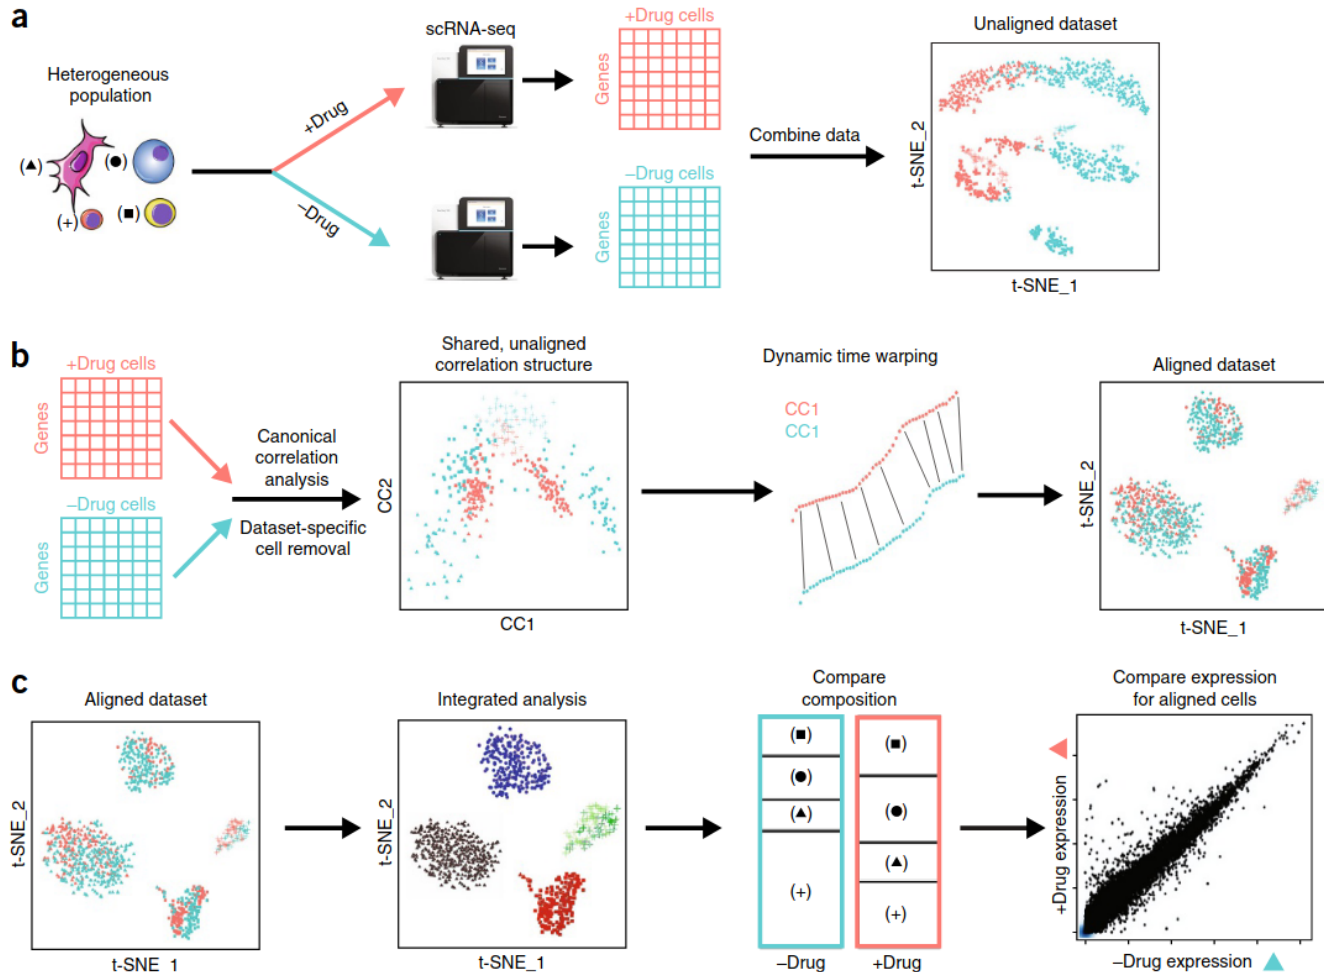 a
Heterogeneous
population
(▲)
(●)
(+)
(■)
+Drug
–Drug
scRNA-seq
+Drug cells
Genes
–Drug cells
Genes
Combine data
Unaligned dataset
t-SNE_2
t-SNE_1
b
+Drug cells
Genes
–Drug cells
Genes
Canonical
correlation
analysis
Dataset-specific
cell removal
Shared, unaligned
correlation structure
CC2
CC1
Dynamic time warping
CC1
CC1
Aligned dataset
t-SNE_2
t-SNE_1
c
Aligned dataset
t-SNE_2
t-SNE_1
Integrated analysis
t-SNE_2
t-SNE_1
Compare
composition
(■)
(●)
(▲)
(+)
–Drug
(■)
(●)
(▲)
(+)
+Drug
Compare expression
for aligned cells
+Drug expression
–Drug expression